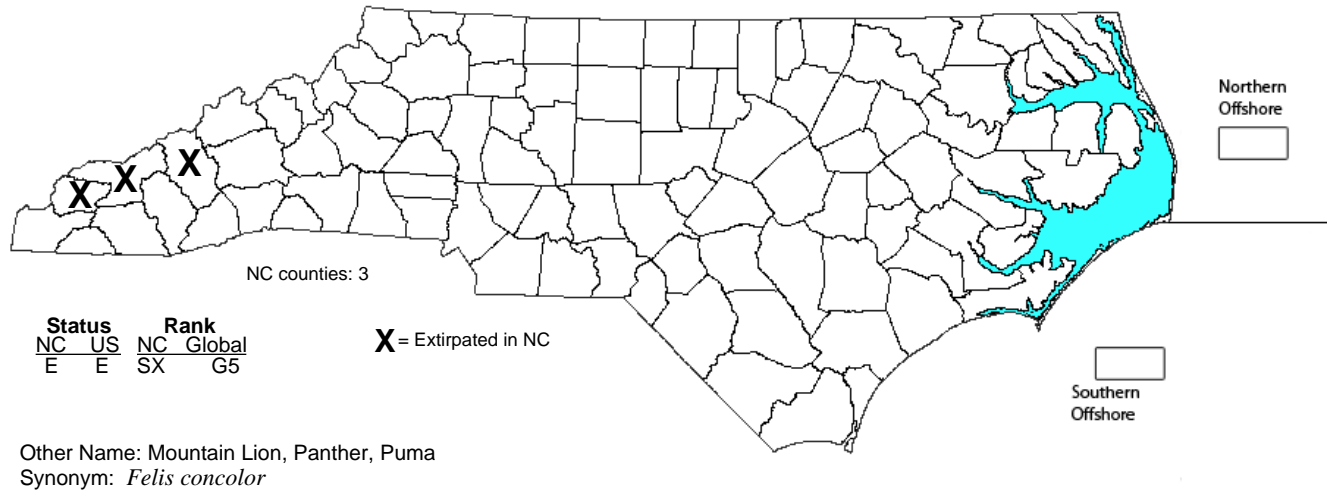 Northern
Offshore
X
X
X
NC counties: 3
Status Rank
NC US NC Global
E E SX G5
X = Extirpated in NC
Southern
Offshore
Other Name: Mountain Lion, Panther, Puma
Synonym: Felis concolor